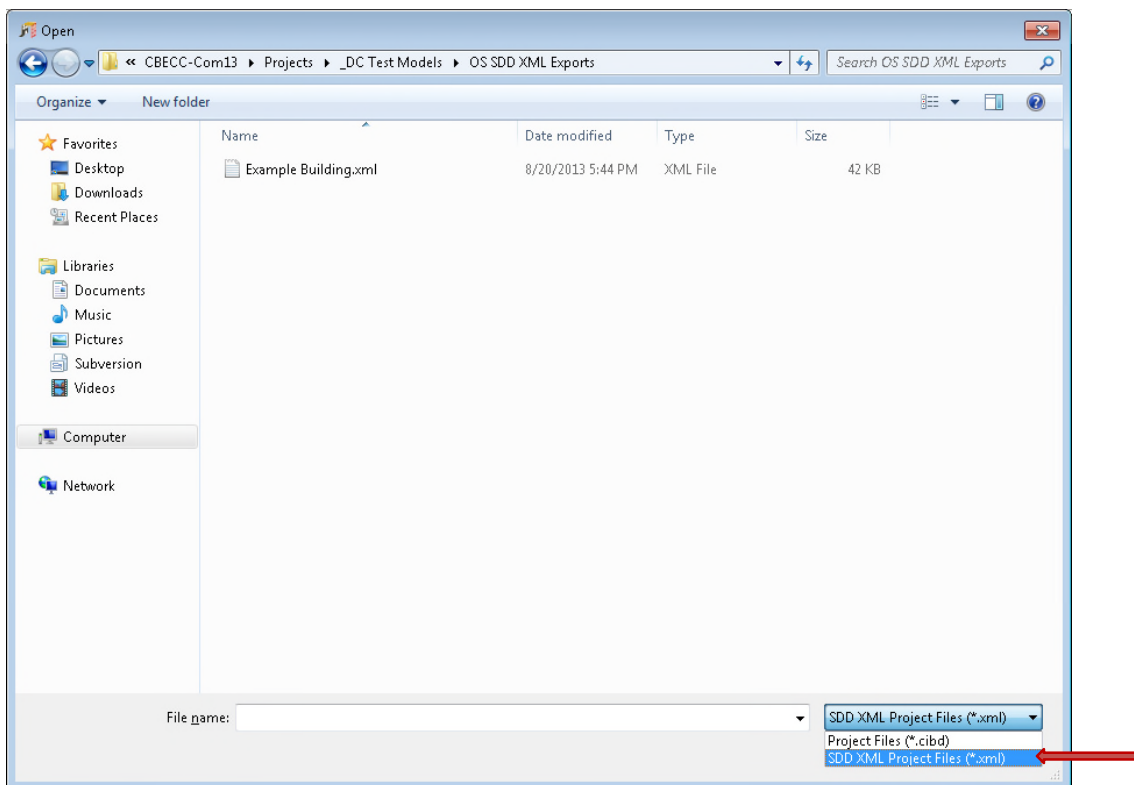 Open
« CBECC-Com13 ▸ Projects ▸ _DC Test Models ▸ OS SDD XML Exports
Search OS SDD XML Exports
Organize New folder
Name Date modified Type Size
Example Building.xml 8/20/2013 5:44 PM XML File 42 KB
Favorites
Desktop
Downloads
Recent Places
Libraries
Documents
Music
Pictures
Subversion
Videos
Computer
Network
File name: SDD XML Project Files (*.xml)
Project Files (*.cibd)
SDD XML Project Files (*.xml)